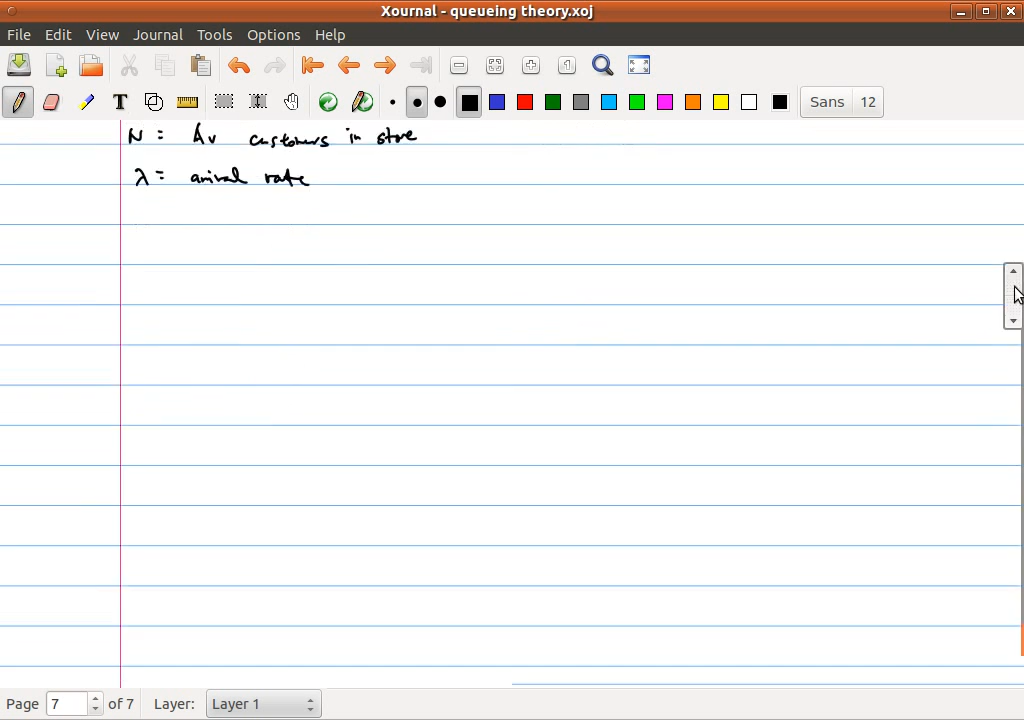 Xournal - queueing theory.xoj
File Edit View Journal Tools Options Help
T 1 Sans 12
N = Av customers in store
λ = arrival rate
Page 7 of 7 Layer: Layer 1